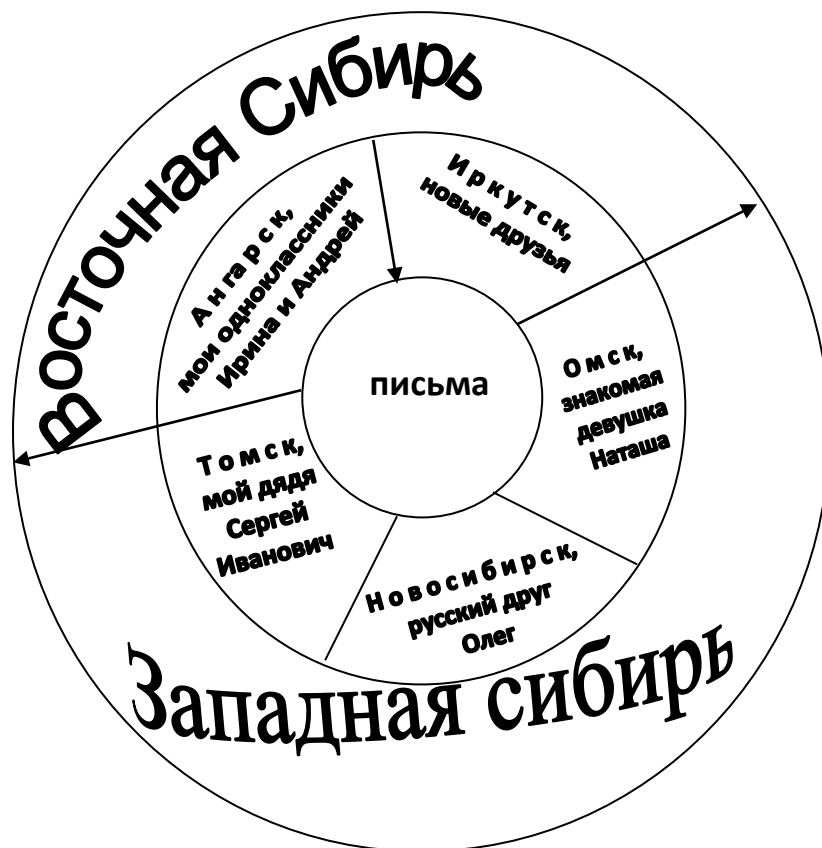 Восточная Сибирь
Ангарск,
мои одноклассники
Ирина и Андрей
Иркутск,
новые друзья
письма
Омск,
знакомая
девушка
Наташа
Томск,
мой дядя
Сергей
Иванович
Новосибирск,
русский друг
Олег
Западная сибирь